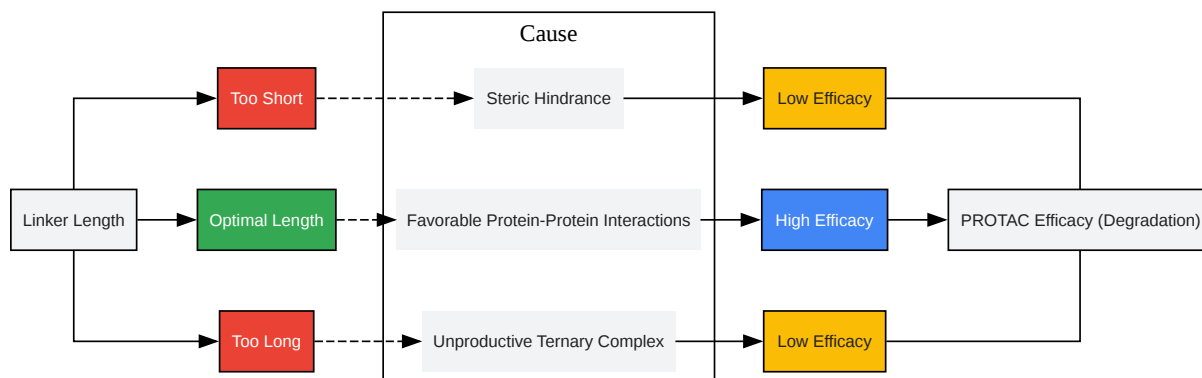 Cause
Too Short
Steric Hindrance
Low Efficacy
Linker Length
Optimal Length
Favorable Protein-Protein Interactions
High Efficacy
PROTAC Efficacy (Degradation)
Too Long
Unproductive Ternary Complex
Low Efficacy